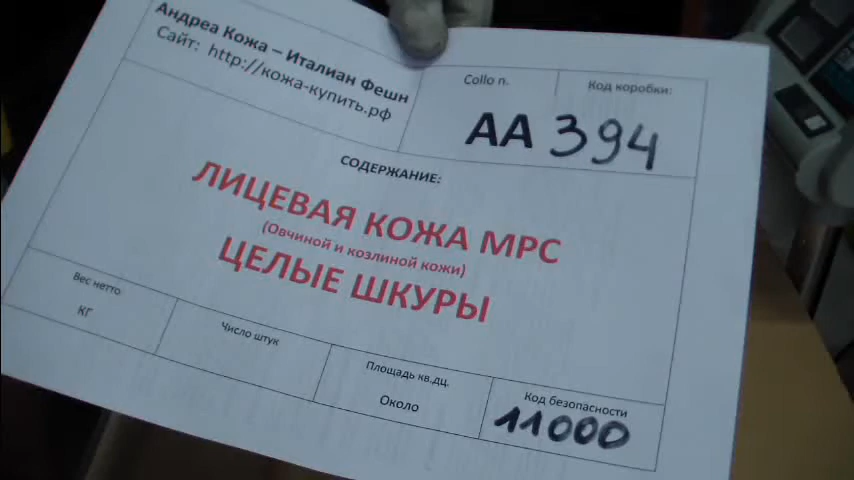 Андреа Кожа – Италиан Фешн
Сайт: http://кожа-купить.рф
Collo n.
Код коробки:
АА 394
СОДЕРЖАНИЕ:
ЛИЦЕВАЯ КОЖА МРС
(Овчиной и козлиной кожи)
ЦЕЛЫЕ ШКУРЫ
Вес нетто
КГ
Число штук
Площадь кв.дц.
Около
Код безопасности
11000